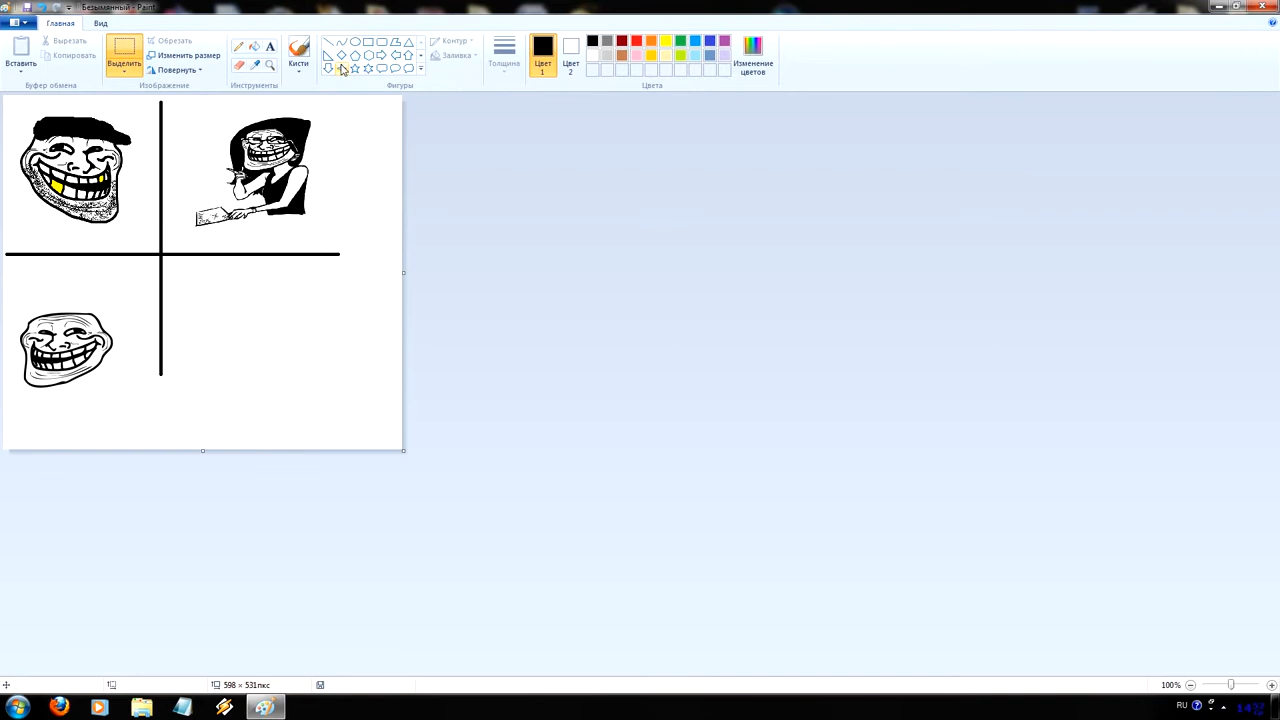 Безымянный - Paint
Главная Вид
Вставить
Вырезать
Копировать
Буфер обмена
Выделить
Обрезать
Изменить размер
Повернуть
Изображение
A
Инструменты
Кисти
Фигуры
Контур
Заливка
Толщина
Цвет 1
Цвет 2
Изменение цветов
Цвета
598 × 531пкс
100%
RU